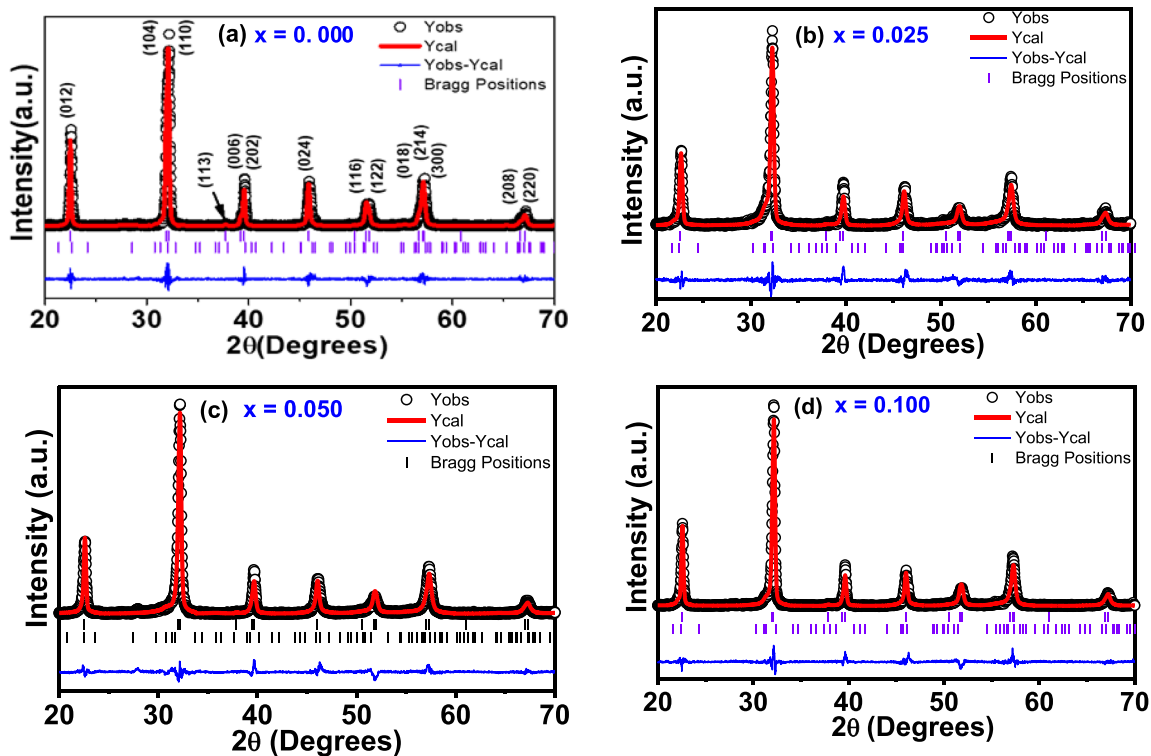 (a) x = 0. 000
Yobs
Ycal
Yobs-Ycal
Bragg Positions
(012)
(104)
(110)
(113)
(006)
(202)
(024)
(116)
(122)
(018)
(214)
(300)
(208)
(220)
Intensity(a.u.)
20 30 40 50 60 70
2θ(Degrees)
(b) x = 0.025
Yobs
Ycal
Yobs-Ycal
Bragg Positions
Intensity (a.u.)
20 30 40 50 60 70
2θ (Degrees)
(c) x = 0.050
Yobs
Ycal
Yobs-Ycal
Bragg Positions
Intensity (a.u.)
20 30 40 50 60 70
2θ (Degrees)
(d) x = 0.100
Yobs
Ycal
Yobs-Ycal
Bragg Positions
Intensity (a.u.)
20 30 40 50 60 70
2θ (Degrees)